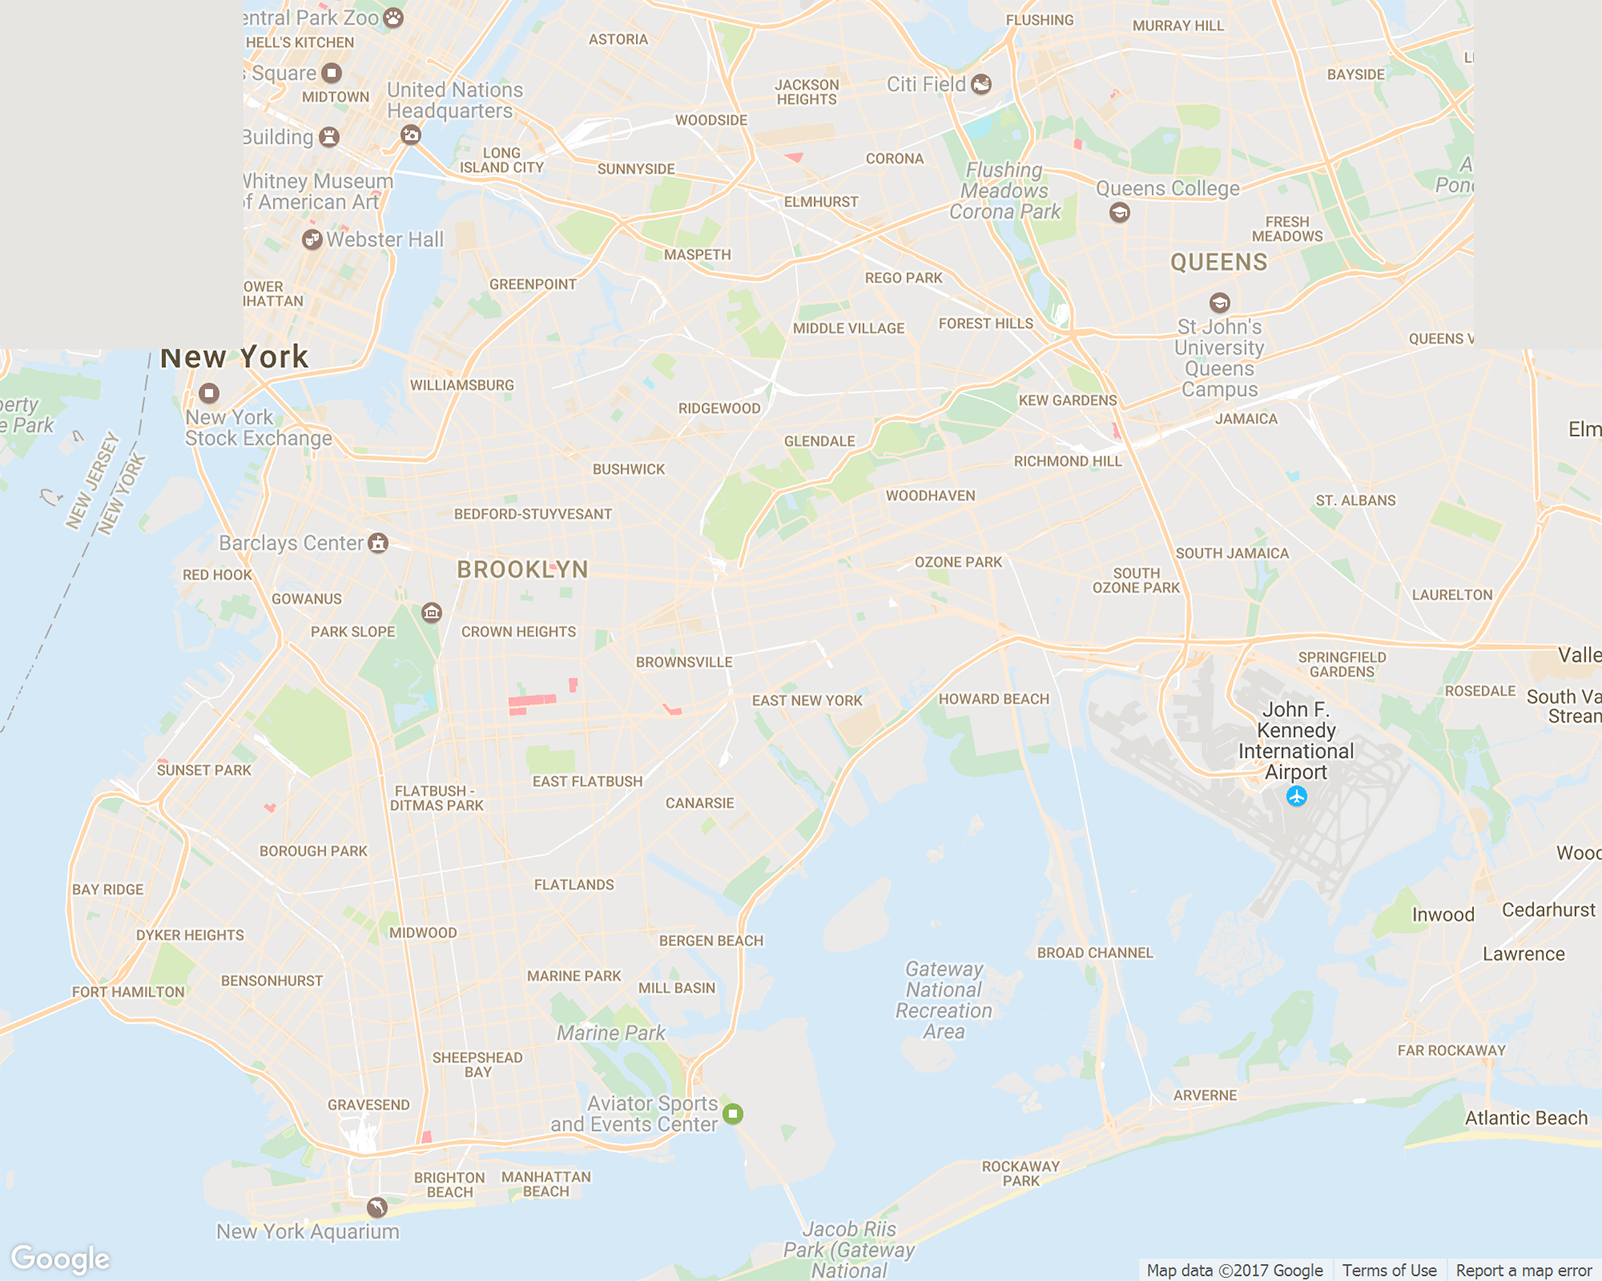 entral Park Zoo
HELL'S KITCHEN
ASTORIA
FLUSHING
MURRAY HILL
s Square
MIDTOWN
United Nations
Headquarters
JACKSON
HEIGHTS
Citi Field
BAYSIDE
LI
Building
WOODSIDE
LONG
ISLAND CITY
SUNNYSIDE
CORONA
Flushing
Meadows
Corona Park
Queens College
A
Pond
Whitney Museum
of American Art
ELMHURST
FRESH
MEADOWS
Webster Hall
MASPETH
QUEENS
OWER
NHATTAN
GREENPOINT
REGO PARK
MIDDLE VILLAGE
FOREST HILLS
St John's
University
Queens
Campus
QUEENS V
New York
WILLIAMSBURG
New York
Stock Exchange
RIDGEWOOD
KEW GARDENS
JAMAICA
Elm
perty
e Park
GLENDALE
NEW JERSEY
NEW YORK
BUSHWICK
RICHMOND HILL
WOODHAVEN
ST. ALBANS
BEDFORD-STUYVESANT
Barclays Center
BROOKLYN
OZONE PARK
SOUTH JAMAICA
RED HOOK
SOUTH
OZONE PARK
GOWANUS
LAURELTON
PARK SLOPE
CROWN HEIGHTS
BROWNSVILLE
SPRINGFIELD
GARDENS
Valle
EAST NEW YORK
HOWARD BEACH
ROSEDALE
South Va
Stream
John F.
Kennedy
International
Airport
SUNSET PARK
EAST FLATBUSH
FLATBUSH -
DITMAS PARK
CANARSIE
BOROUGH PARK
Wood
BAY RIDGE
FLATLANDS
Inwood
Cedarhurst
DYKER HEIGHTS
MIDWOOD
BERGEN BEACH
BROAD CHANNEL
Lawrence
BENSONHURST
MARINE PARK
MILL BASIN
Gateway
National
Recreation
Area
FORT HAMILTON
Marine Park
SHEEPSHEAD
BAY
FAR ROCKAWAY
GRAVESEND
Aviator Sports
and Events Center
ARVERNE
Atlantic Beach
BRIGHTON
BEACH
MANHATTAN
BEACH
ROCKAWAY
PARK
New York Aquarium
Jacob Riis
Park (Gateway
National
Google
Map data ©2017 Google
Terms of Use
Report a map error